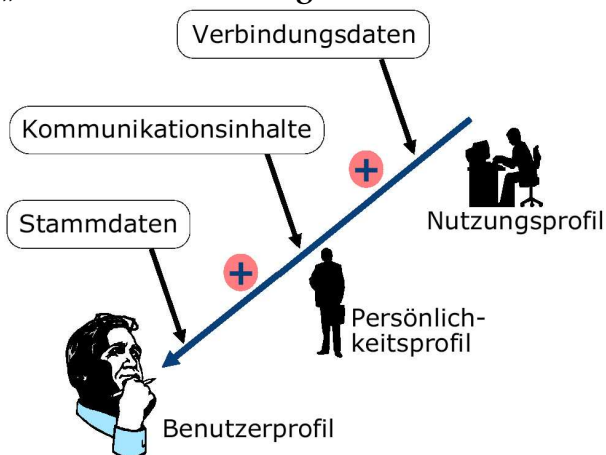 Verbindungsdaten
Kommunikationsinhalte
+
Nutzungsprofil
Stammdaten
+
Persönlich-
keitsprofil
Benutzerprofil